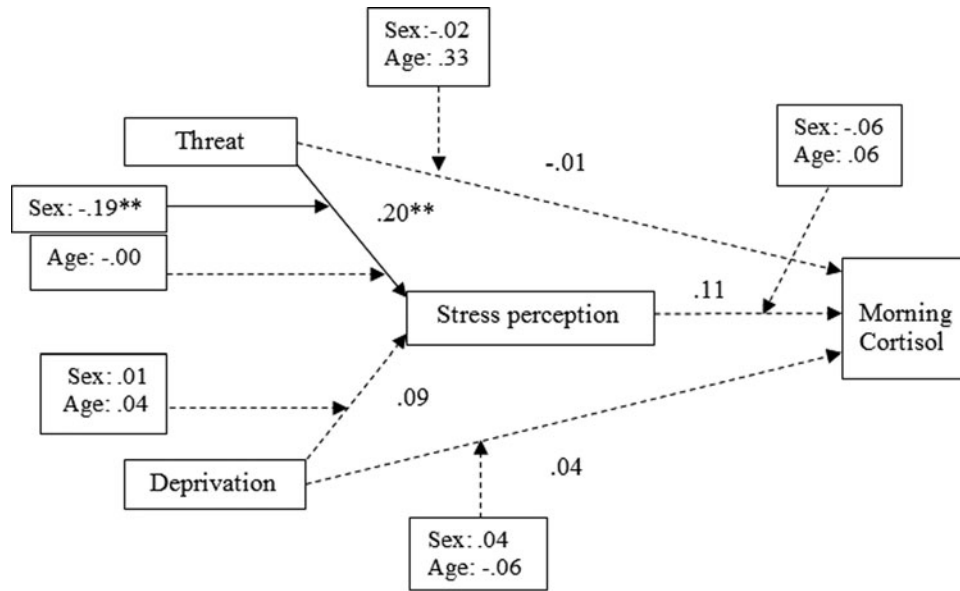 Sex:-.02
Age: .33
Sex: -.06
Age: .06
Threat
-.01
Sex: -.19**
.20**
Age: -.00
Stress perception
.11
Morning
Cortisol
Sex: .01
Age: .04
.09
Deprivation
.04
Sex: .04
Age: -.06